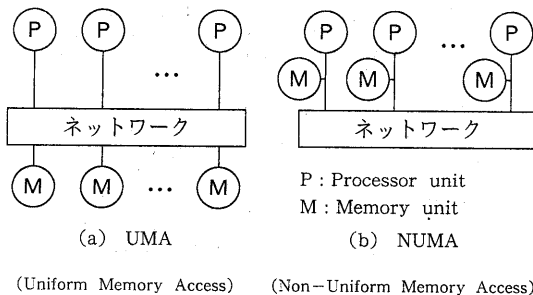 P P ... P
ネットワーク
M M ... M
(a) UMA
(Uniform Memory Access)
P P ... P
M M M
ネットワーク
P : Processor unit
M : Memory unit
(b) NUMA
(Non-Uniform Memory Access)